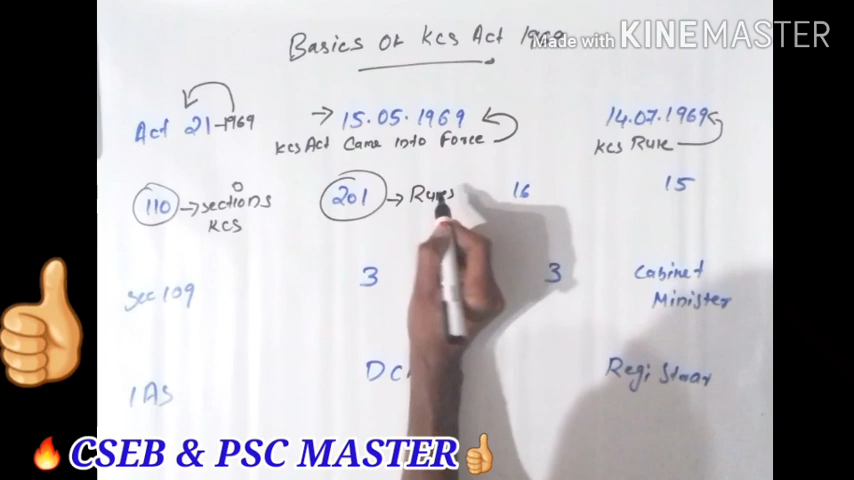 Basics of KCS Act 1969
Made with KINEMASTER
Act 21-1969
→ 15.05.1969
KCS Act Came into Force
14.07.1969
KCS Rule
110 → sections
KCS
201 → Rules
16
15
Sec 109
3
3
Cabinet
Minister
IAS
Registrar
CSEB & PSC MASTER